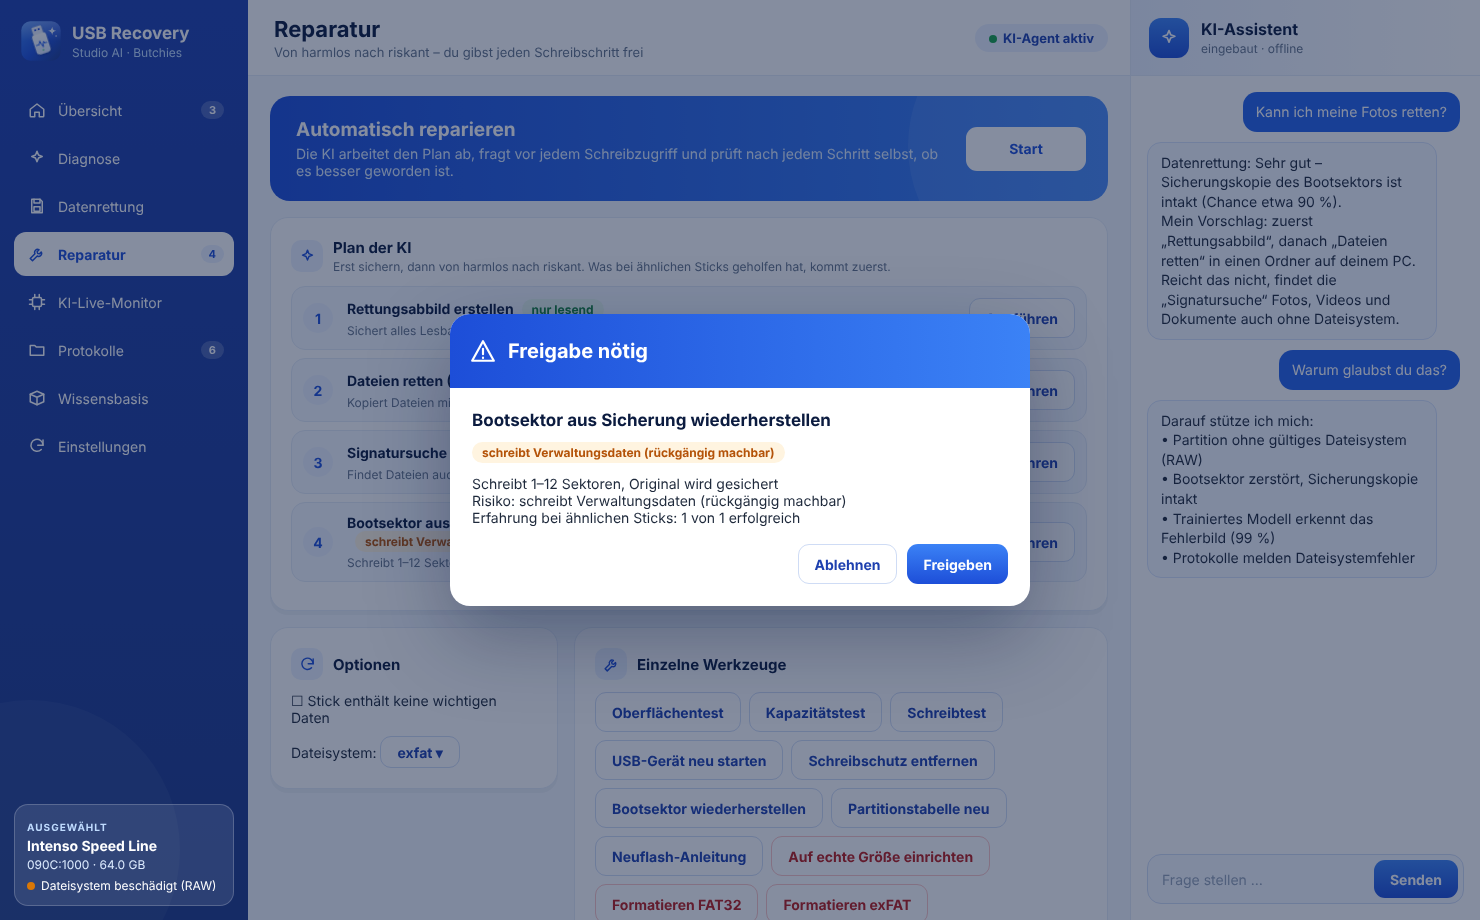 USB Recovery
Studio AI · Butchies
Übersicht 3
Diagnose
Datenrettung
Reparatur 4
KI-Live-Monitor
Protokolle 6
Wissensbasis
Einstellungen
AUSGEWÄHLT
Intenso Speed Line
090C:1000 · 64.0 GB
Dateisystem beschädigt (RAW)
Reparatur
Von harmlos nach riskant – du gibst jeden Schreibschritt frei
KI-Agent aktiv
Automatisch reparieren
Die KI arbeitet den Plan ab, fragt vor jedem Schreibzugriff und prüft nach jedem Schritt selbst, ob
es besser geworden ist.
Start
Plan der KI
Erst sichern, dann von harmlos nach riskant. Was bei ähnlichen Sticks geholfen hat, kommt zuerst.
1
Rettungsabbild erstellen nur lesend
Sichert alles
2
Dateien retten
Kopiert Dateien
3
Signatursuche
Findet Dateien
4
Bootsektor aus
schreibt
Schreibt 1–12
Freigabe nötig
Bootsektor aus Sicherung wiederherstellen
schreibt Verwaltungsdaten (rückgängig machbar)
Schreibt 1–12 Sektoren, Original wird gesichert
Risiko: schreibt Verwaltungsdaten (rückgängig machbar)
Erfahrung bei ähnlichen Sticks: 1 von 1 erfolgreich
Ablehnen Freigeben
Optionen
☐ Stick enthält keine wichtigen
Daten
Dateisystem: exfat ▾
Einzelne Werkzeuge
Oberflächentest Kapazitätstest Schreibtest
USB-Gerät neu starten Schreibschutz entfernen
Bootsektor wiederherstellen Partitionstabelle neu
Neuflash-Anleitung Auf echte Größe einrichten
Formatieren FAT32 Formatieren exFAT
KI-Assistent
eingebaut · offline
Kann ich meine Fotos retten?
Datenrettung: Sehr gut –
Sicherungskopie des Bootsektors ist
intakt (Chance etwa 90 %).
Mein Vorschlag: zuerst
„Rettungsabbild“, danach „Dateien
retten“ in einen Ordner auf deinem PC.
Reicht das nicht, findet die
„Signatursuche“ Fotos, Videos und
Dokumente auch ohne Dateisystem.
Warum glaubst du das?
Darauf stütze ich mich:
• Partition ohne gültiges Dateisystem
(RAW)
• Bootsektor zerstört, Sicherungskopie
intakt
• Trainiertes Modell erkennt das
Fehlerbild (99 %)
• Protokolle melden Dateisystemfehler
Frage stellen ...
Senden